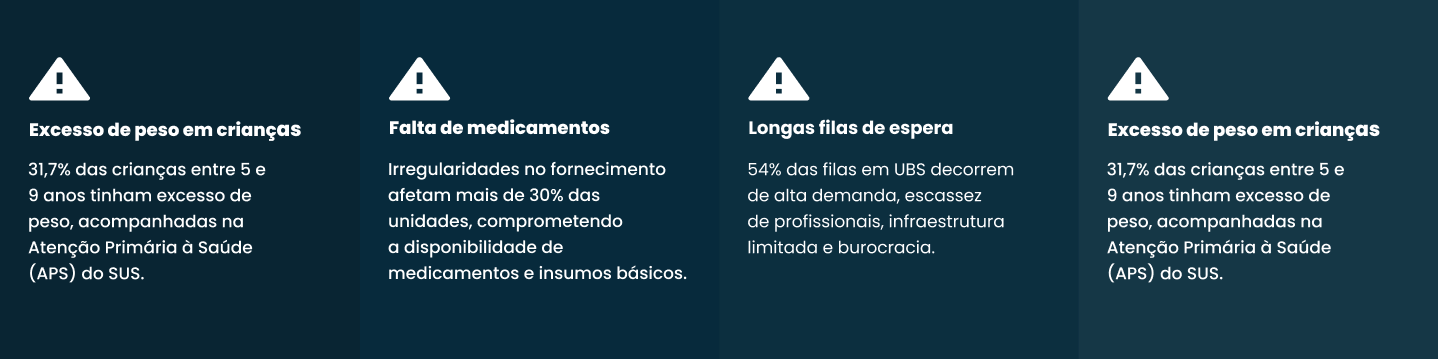 Excesso de peso em crianças
31,7% das crianças entre 5 e
9 anos tinham excesso de
peso, acompanhadas na
Atenção Primária à Saúde
(APS) do SUS.
Falta de medicamentos
Irregularidades no fornecimento
afetam mais de 30% das
unidades, comprometendo
a disponibilidade de
medicamentos e insumos básicos.
Longas filas de espera
54% das filas em UBS decorrem
de alta demanda, escassez
de profissionais, infraestrutura
limitada e burocracia.
Excesso de peso em crianças
31,7% das crianças entre 5 e
9 anos tinham excesso de
peso, acompanhadas na
Atenção Primária à Saúde
(APS) do SUS.